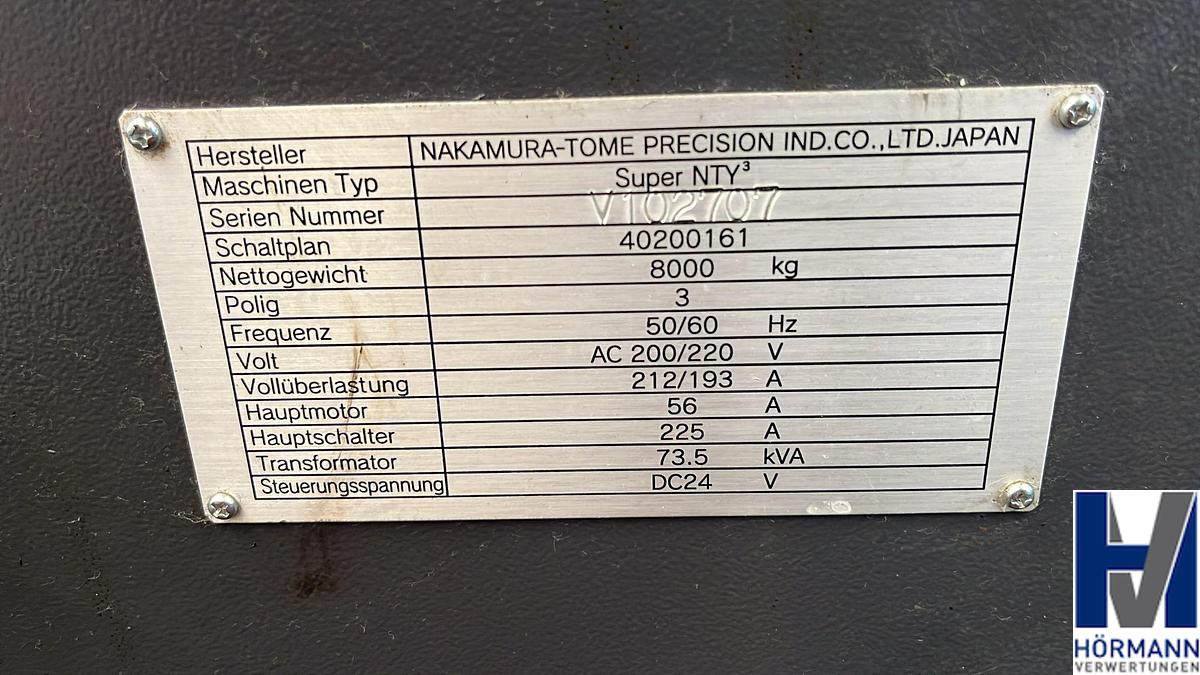 Hersteller NAKAMURA-TOME PRECISION IND.CO.,LTD.JAPAN
Maschinen Typ Super NTY³
Serien Nummer V102707
Schaltplan 40200161
Nettogewicht 8000 kg
Polig 3
Frequenz 50/60 Hz
Volt AC 200/220 V
Vollüberlastung 212/193 A
Hauptmotor 56 A
Hauptschalter 225 A
Transformator 73.5 kVA
Steuerungsspannung DC24 V
HÖRMANN
VERWERTUNGEN